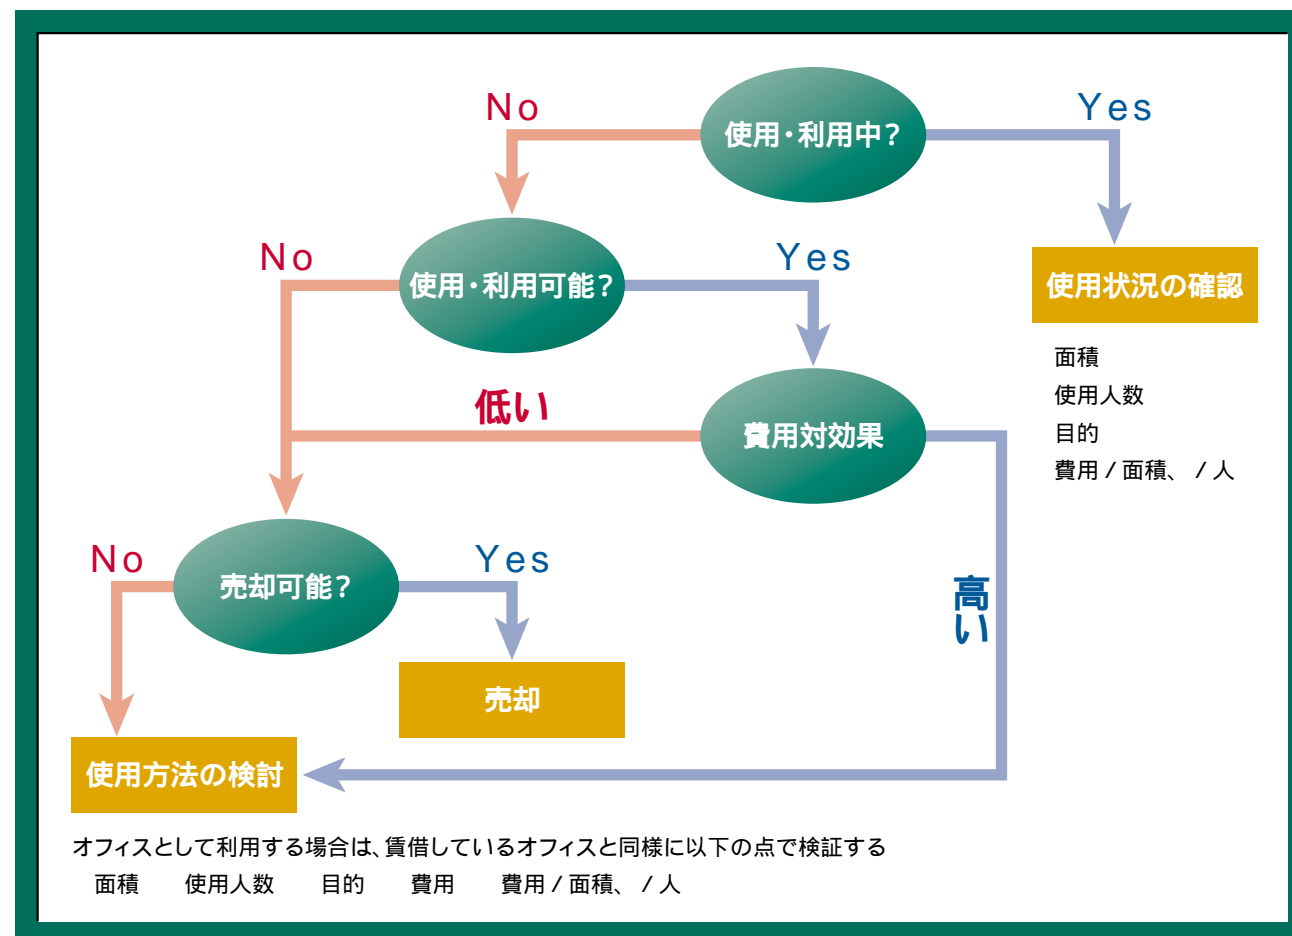 No
使用・利用中？
Yes
No
使用・利用可能？
Yes
使用状況の確認
面積
使用人数
目的
費用 / 面積、 / 人
低い
費用対効果
高い
No
売却可能？
Yes
売却
使用方法の検討
オフィスとして利用する場合は、賃借しているオフィスと同様に以下の点で検証する
面積 使用人数 目的 費用 費用 / 面積、 / 人